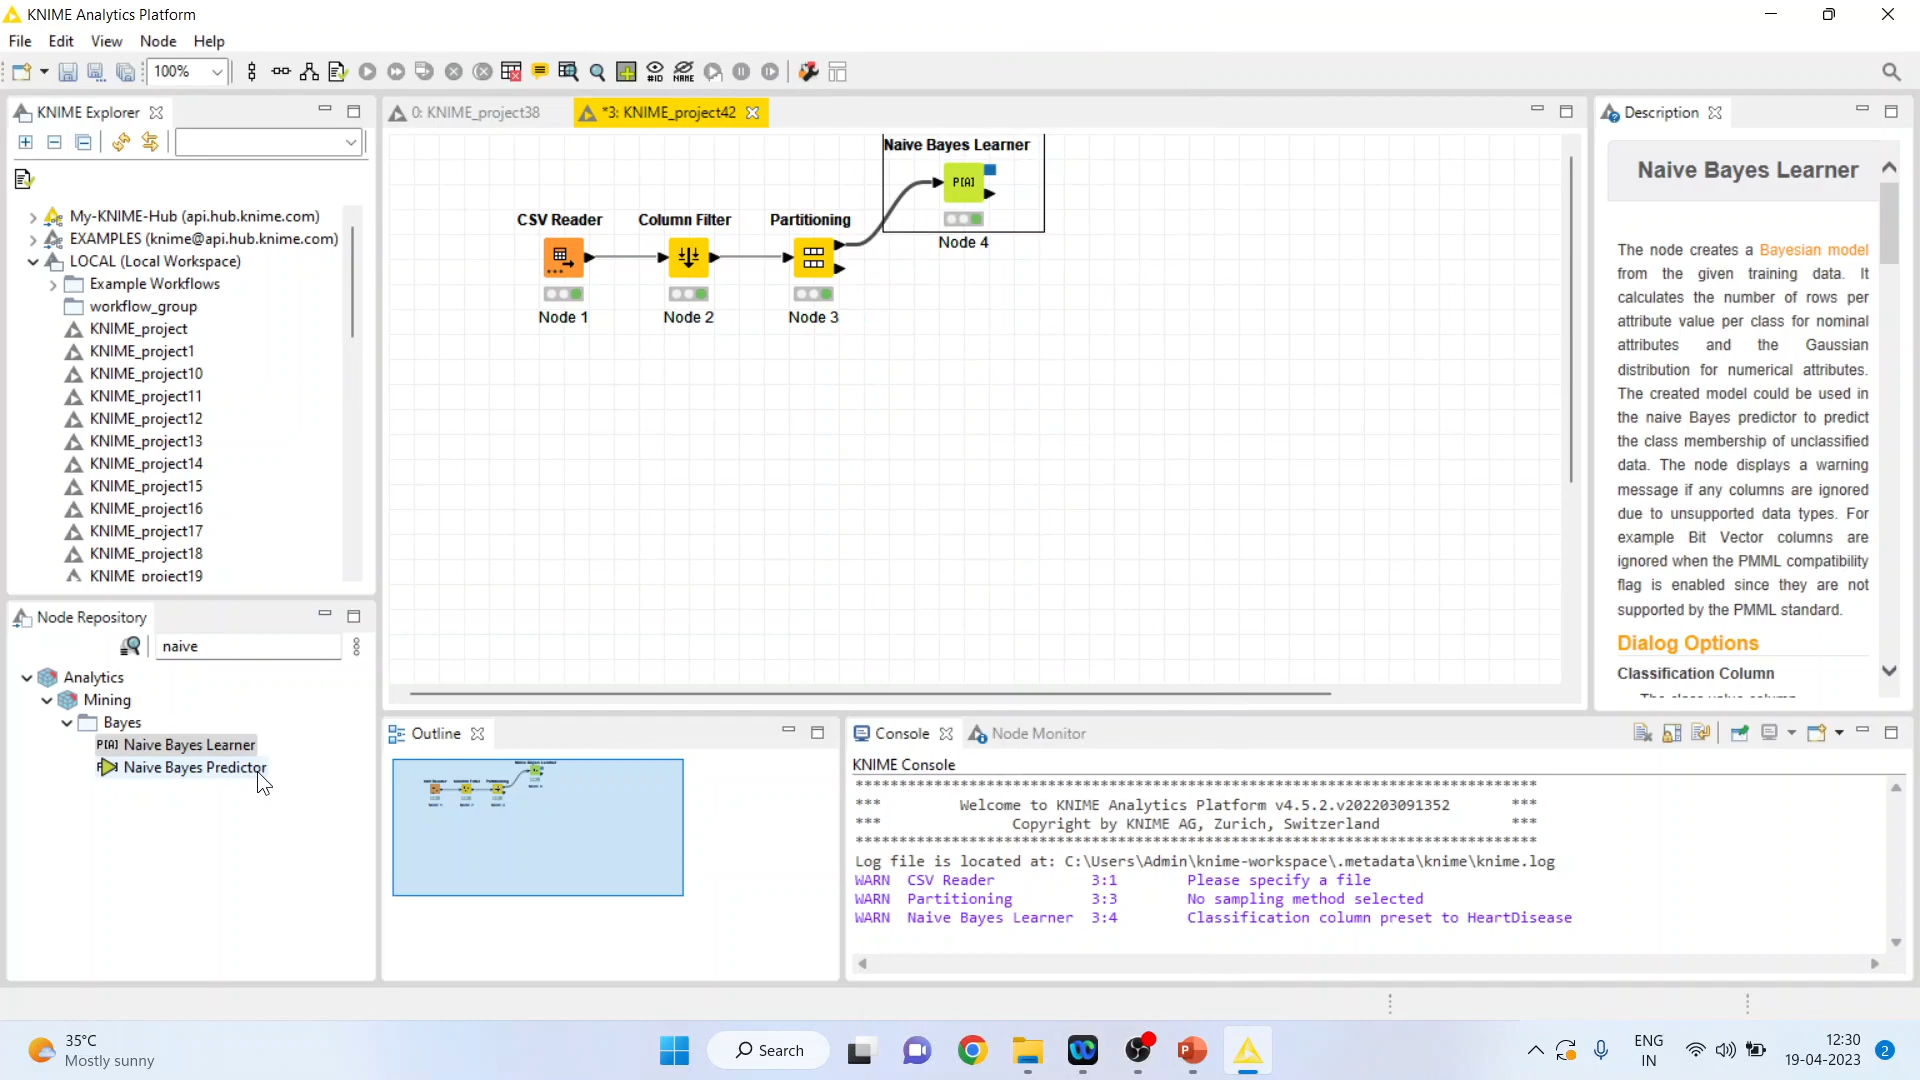 KNIME Analytics Platform
File Edit View Node Help
100%
KNIME Explorer
My-KNIME-Hub (api.hub.knime.com)
EXAMPLES (knime@api.hub.knime.com)
LOCAL (Local Workspace)
Example Workflows
workflow_group
KNIME_project
KNIME_project1
KNIME_project10
KNIME_project11
KNIME_project12
KNIME_project13
KNIME_project14
KNIME_project15
KNIME_project16
KNIME_project17
KNIME_project18
KNIME_project19
Node Repository
naive
Analytics
Mining
Bayes
P[A] Naive Bayes Learner
Naive Bayes Predictor
0: KNIME_project38
*3: KNIME_project42
Naive Bayes Learner
P[A]
Node 4
CSV Reader
Node 1
Column Filter
Node 2
Partitioning
Node 3
Outline
Console
Node Monitor
KNIME Console
***********************************************************************
*** Welcome to KNIME Analytics Platform v4.5.2.v202203091352 ***
*** Copyright by KNIME AG, Zurich, Switzerland ***
***********************************************************************
Log file is located at: C:\Users\Admin\knime-workspace\.metadata\knime\knime.log
WARN CSV Reader 3:1 Please specify a file
WARN Partitioning 3:3 No sampling method selected
WARN Naive Bayes Learner 3:4 Classification column preset to HeartDisease
Description
Naive Bayes Learner
The node creates a Bayesian model
from the given training data. It
calculates the number of rows per
attribute value per class for nominal
attributes and the Gaussian
distribution for numerical attributes.
The created model could be used in
the naive Bayes predictor to predict
the class membership of unclassified
data. The node displays a warning
message if any columns are ignored
due to unsupported data types. For
example Bit Vector columns are
ignored when the PMML compatibility
flag is enabled since they are not
supported by the PMML standard.
Dialog Options
Classification Column
35°C
Mostly sunny
Search
ENG
IN
12:30
19-04-2023
2